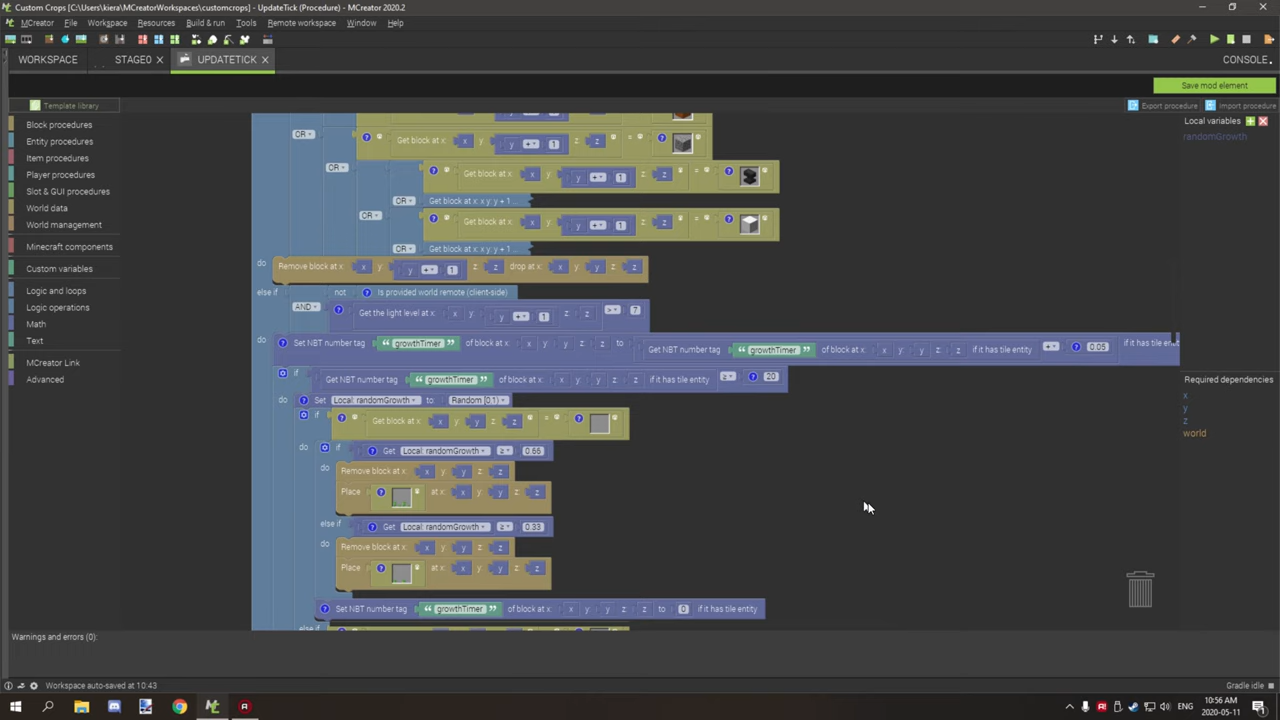 Custom Crops [C:\Users\kiera\MCreatorWorkspaces\customcrops] - UpdateTick (Procedure) - MCreator 2020.2
MCreator File Workspace Resources Build & run Tools Remote workspace Window Help
WORKSPACE STAGE0 × UPDATETICK × CONSOLE
Save mod element
Template library Export procedure Import procedure
Block procedures
Entity procedures
Item procedures
Player procedures
Slot & GUI procedures
World data
World management
Minecraft components
Custom variables
Logic and loops
Logic operations
Math
Text
MCreator Link
Advanced
OR Get block at: x y: y + 1 z: z =
OR Get block at: x y: y + 1 z: z =
OR Get block at: x y: y + 1 ...
OR Get block at: x y: y + 1 z: z =
OR Get block at: x y: y + 1 ...
do Remove block at x: x y: y + 1 z: z drop at x: x y: y z: z
else if not Is provided world remote (client-side)
AND Get the light level at x: x y: y + 1 z: z > 7
do Set NBT number tag “growthTimer” of block at x: x y: y z: z to Get NBT number tag “growthTimer” of block at x: x y: y z: z if it has tile entity + 0.05 if it has tile enti
if Get NBT number tag “growthTimer” of block at x: x y: y z: z if it has tile entity ≥ 20
do Set Local: randomGrowth to Random [0,1)
if Get block at x: x y: y z: z =
do if Get Local: randomGrowth ≥ 0.66
do Remove block at x: x y: y z: z
Place at x: x y: y z: z
else if Get Local: randomGrowth ≥ 0.33
do Remove block at x: x y: y z: z
Place at x: x y: y z: z
Set NBT number tag “growthTimer” of block at x: x y: y z: z to 0 if it has tile entity
else if
Local variables
randomGrowth
Required dependencies
x
y
z
world
Warnings and errors (0):
Workspace auto-saved at 10:43 Gradle idle
ENG 10:56 AM
2020-05-11